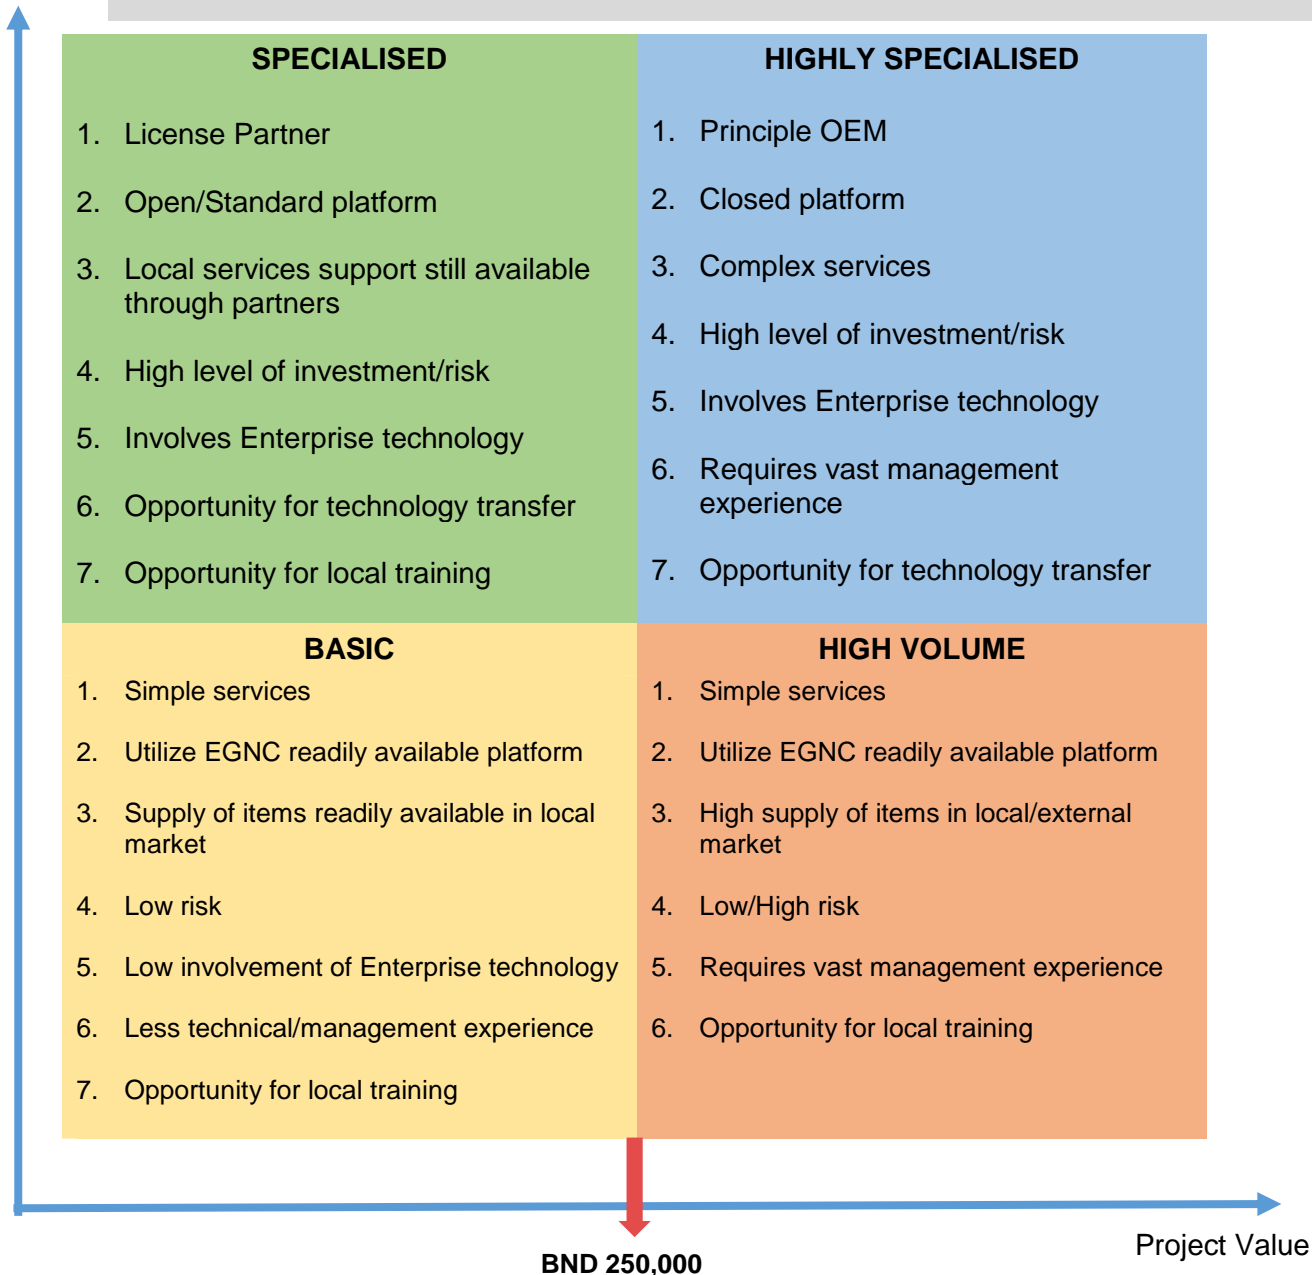 SPECIALISED
1. License Partner
2. Open/Standard platform
3. Local services support still available
through partners
4. High level of investment/risk
5. Involves Enterprise technology
6. Opportunity for technology transfer
7. Opportunity for local training
HIGHLY SPECIALISED
1. Principle OEM
2. Closed platform
3. Complex services
4. High level of investment/risk
5. Involves Enterprise technology
6. Requires vast management
experience
7. Opportunity for technology transfer
BASIC
1. Simple services
2. Utilize EGNC readily available platform
3. Supply of items readily available in local
market
4. Low risk
5. Low involvement of Enterprise technology
6. Less technical/management experience
7. Opportunity for local training
HIGH VOLUME
1. Simple services
2. Utilize EGNC readily available platform
3. High supply of items in local/external
market
4. Low/High risk
5. Requires vast management experience
6. Opportunity for local training
Project Value
BND 250,000